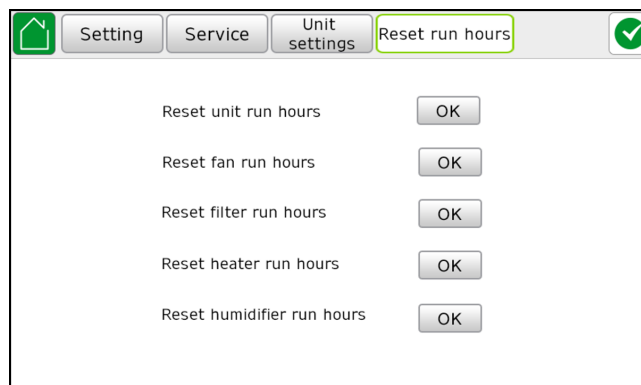 Setting
Service
Unit
settings
Reset run hours
Reset unit run hours
OK
Reset fan run hours
OK
Reset filter run hours
OK
Reset heater run hours
OK
Reset humidifier run hours
OK